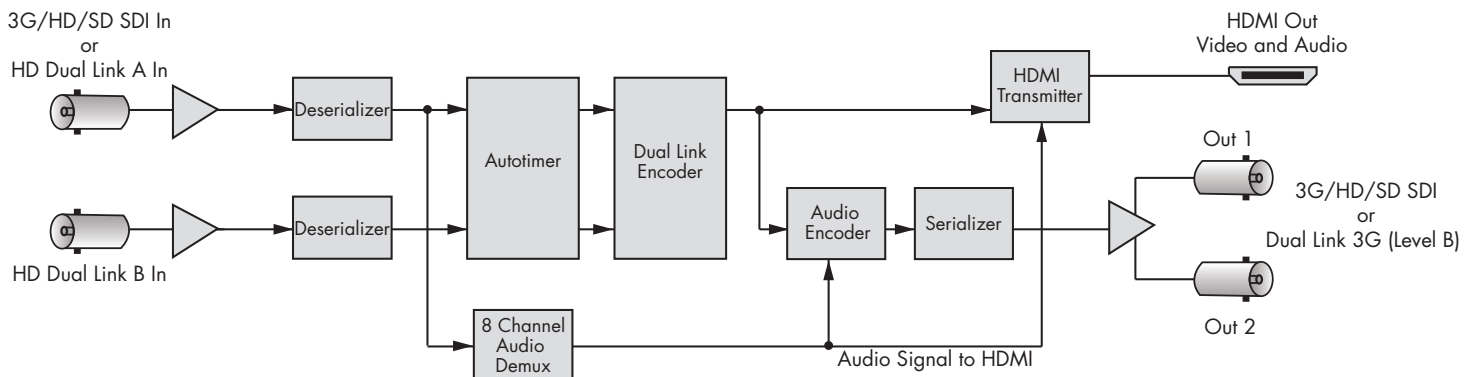 3G/HD/SD SDI In
or
HD Dual Link A In
Deserializer
Autotimer
Dual Link
Encoder
HDMI
Transmitter
HDMI Out
Video and Audio
HD Dual Link B In
Deserializer
Audio
Encoder
Serializer
Out 1
3G/HD/SD SDI
or
Dual Link 3G (Level B)
Out 2
8 Channel
Audio
Demux
Audio Signal to HDMI